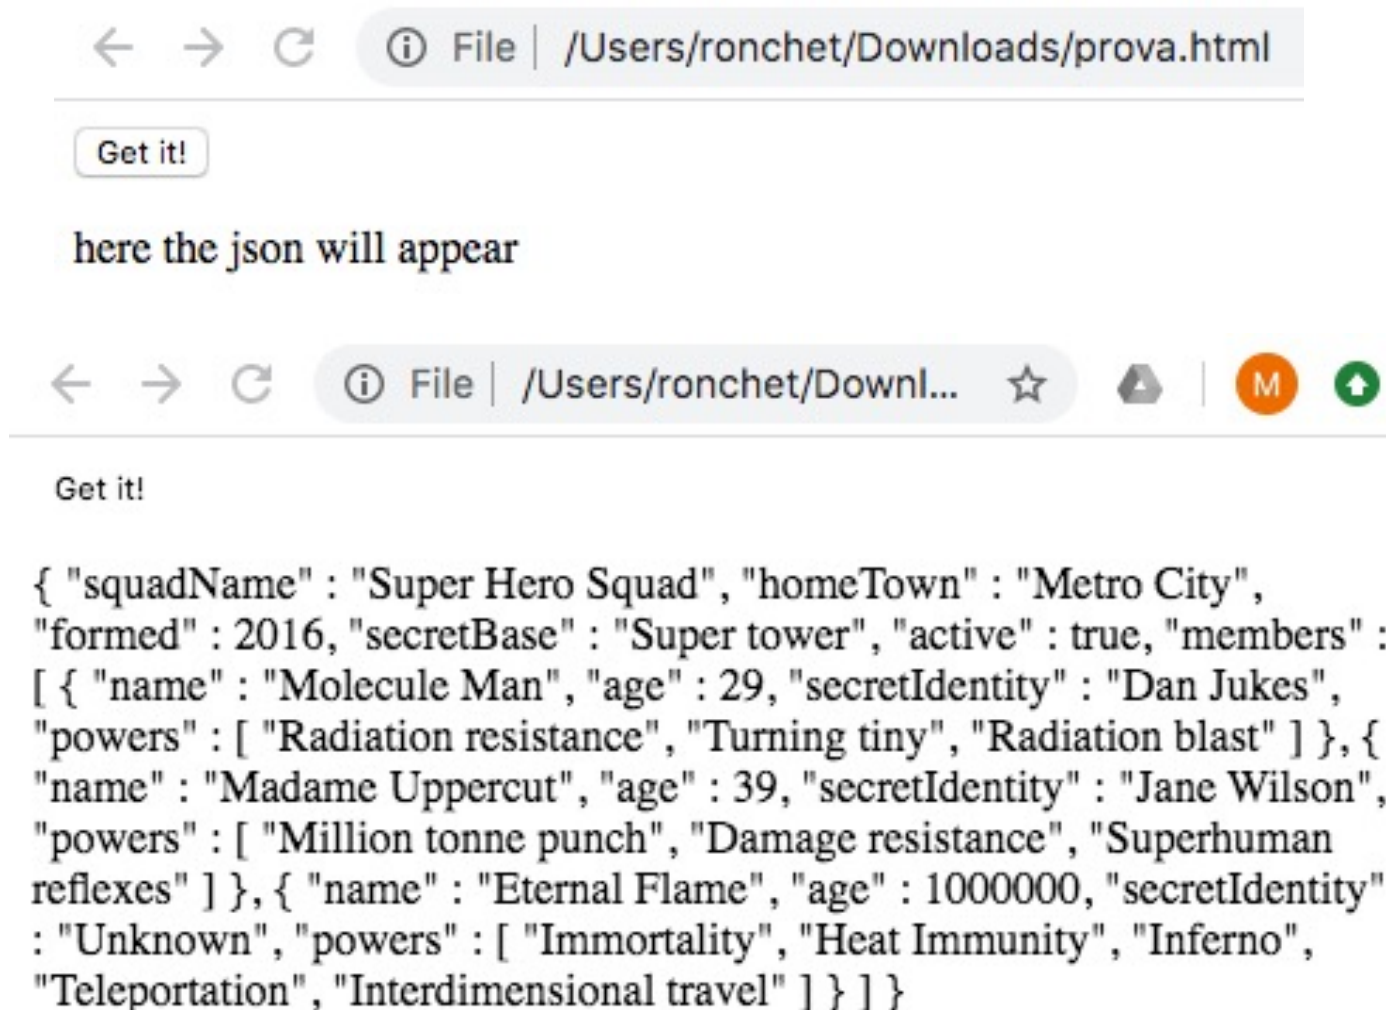 File | /Users/ronchet/Downloads/prova.html
Get it!
here the json will appear
File | /Users/ronchet/Downl...
M
Get it!
{ "squadName" : "Super Hero Squad", "homeTown" : "Metro City",
"formed" : 2016, "secretBase" : "Super tower", "active" : true, "members" :
[ { "name" : "Molecule Man", "age" : 29, "secretIdentity" : "Dan Jukes",
"powers" : [ "Radiation resistance", "Turning tiny", "Radiation blast" ] }, {
"name" : "Madame Uppercut", "age" : 39, "secretIdentity" : "Jane Wilson",
"powers" : [ "Million tonne punch", "Damage resistance", "Superhuman
reflexes" ] }, { "name" : "Eternal Flame", "age" : 1000000, "secretIdentity"
: "Unknown", "powers" : [ "Immortality", "Heat Immunity", "Inferno",
"Teleportation", "Interdimensional travel" ] } ] }